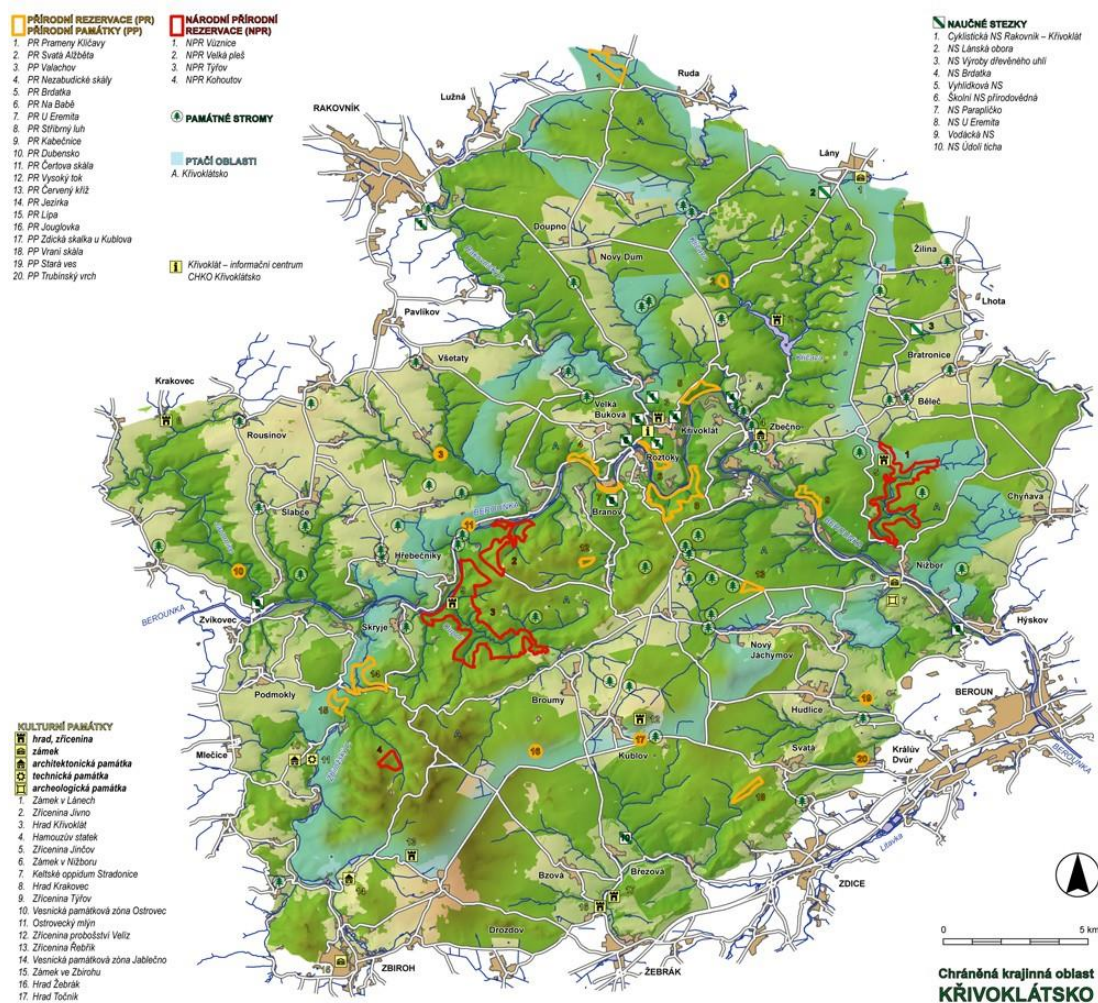 PŘÍRODNÍ REZERVACE (PR)
PŘÍRODNÍ PAMÁTKY (PP)
1. PR Prameny Klíčavy
2. PR Svatá Alžběta
3. PP Valachov
4. PR Nezabudické skály
5. PR Brdatka
6. PR Na Babě
7. PR U Eremita
8. PR Stříbrný luh
9. PR Kabečnice
10. PR Dubensko
11. PR Čertova skála
12. PR Vysoký tok
13. PR Červený kříž
14. PR Jezírka
15. PR Lípa
16. PR Jouglovka
17. PP Zdická skalka u Kublova
18. PP Vraní skála
19. PP Stará ves
20. PP Trubínský vrch
NÁRODNÍ PŘÍRODNÍ
REZERVACE (NPR)
1. NPR Vůznice
2. NPR Velká pleš
3. NPR Týřov
4. NPR Kohoutov
PAMÁTNÉ STROMY
PTAČÍ OBLASTI
A. Křivoklátsko
i Křivoklát – informační centrum
CHKO Křivoklátsko
NAUČNÉ STEZKY
1. Cyklistická NS Rakovník – Křivoklát
2. NS Lánská obora
3. NS Výroby dřevěného uhlí
4. NS Brdatka
5. Vyhlídková NS
6. Školní NS přírodovědná
7. NS Paraplíčko
8. NS U Eremita
9. Vodácká NS
10. NS Údolí ticha
Ruda
Lužná
RAKOVNÍK
Lány
Doupno
Nový Dům
Žilina
Lhota
Pavlíkov
Bratronice
Všetaty
Krakovec
Velká
Buková
Křivoklát
Zbečno
Běleč
Rousínov
Roztoky
Slabce
BEROUNKA
Branov
Chyňava
Hřebečníky
BEROUNKA
Nižbor
BEROUNKA
Zvíkovec
Skryje
Hýskov
Nový
Jáchymov
Podmokly
Broumy
Hudlice
BEROUN
Mlečice
Kublov
Svatá
Králův
Dvůr
BEROUNKA
Litavka
Bzová
Březová
ZDICE
Drozdov
ZBIROH
ŽEBRÁK
KULTURNÍ PAMÁTKY
hrad, zřícenina
zámek
architektonická památka
technická památka
archeologická památka
1. Zámek v Lánech
2. Zřícenina Jivno
3. Hrad Křivoklát
4. Hamouzův statek
5. Zřícenina Jinčov
6. Zámek v Nižboru
7. Keltské oppidum Stradonice
8. Hrad Krakovec
9. Zřícenina Týřov
10. Vesnická památková zóna Ostrovec
11. Ostrovecký mlýn
12. Zřícenina proboštví Velíz
13. Zřícenina Řebřík
14. Vesnická památková zóna Jablečno
15. Zámek ve Zbirohu
16. Hrad Žebrák
17. Hrad Točník
0 5 km
Chráněná krajinná oblast
KŘIVOKLÁTSKO